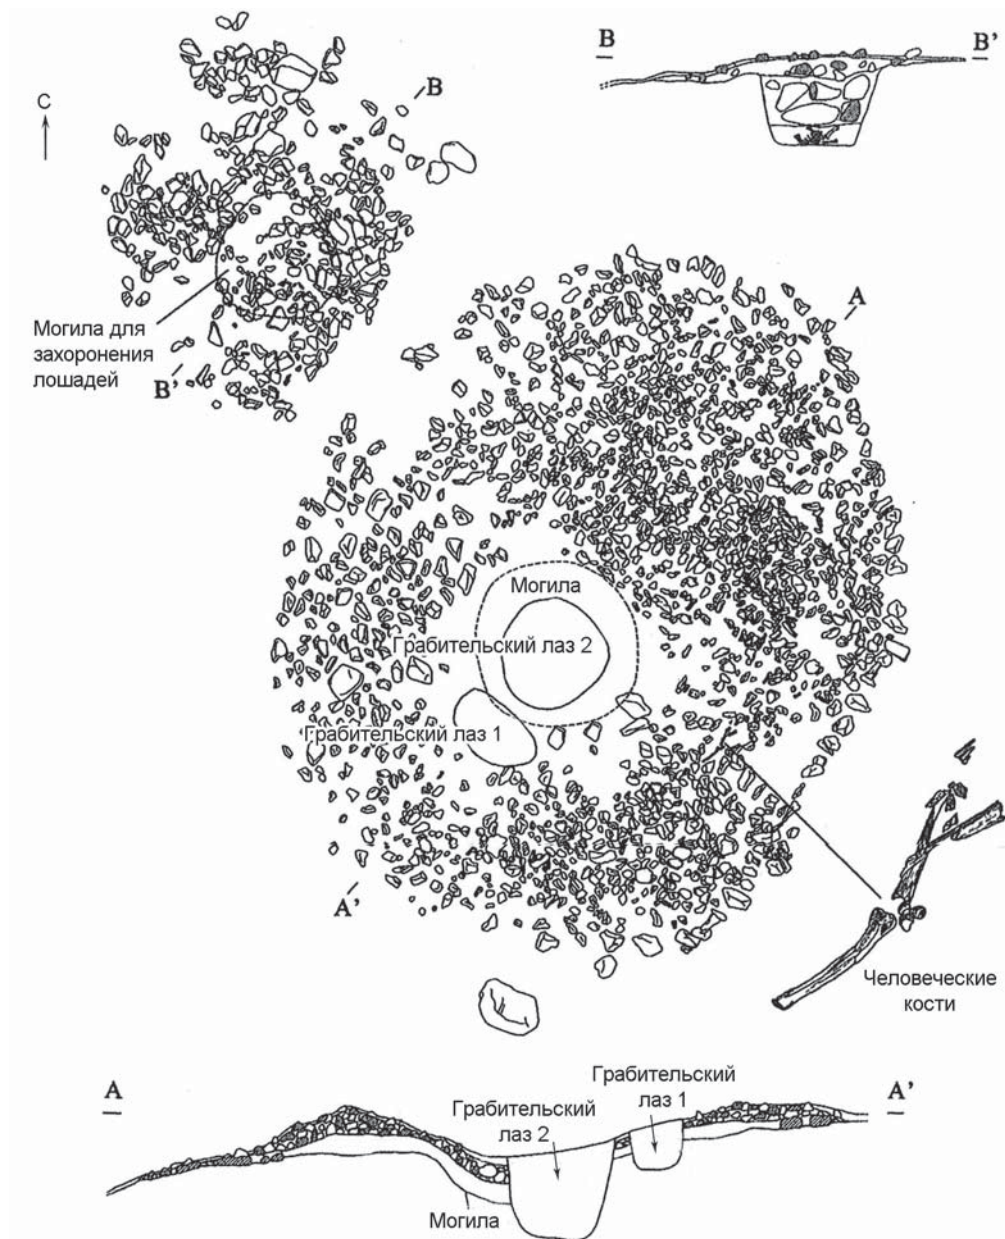 B
B'
С
B
Могила для
захоронения
лошадей
B'
A
Могила
Грабительский лаз 2
Грабительский лаз 1
A'
Человеческие
кости
A
Грабительский
лаз 1
A'
Грабительский
лаз 2
Могила